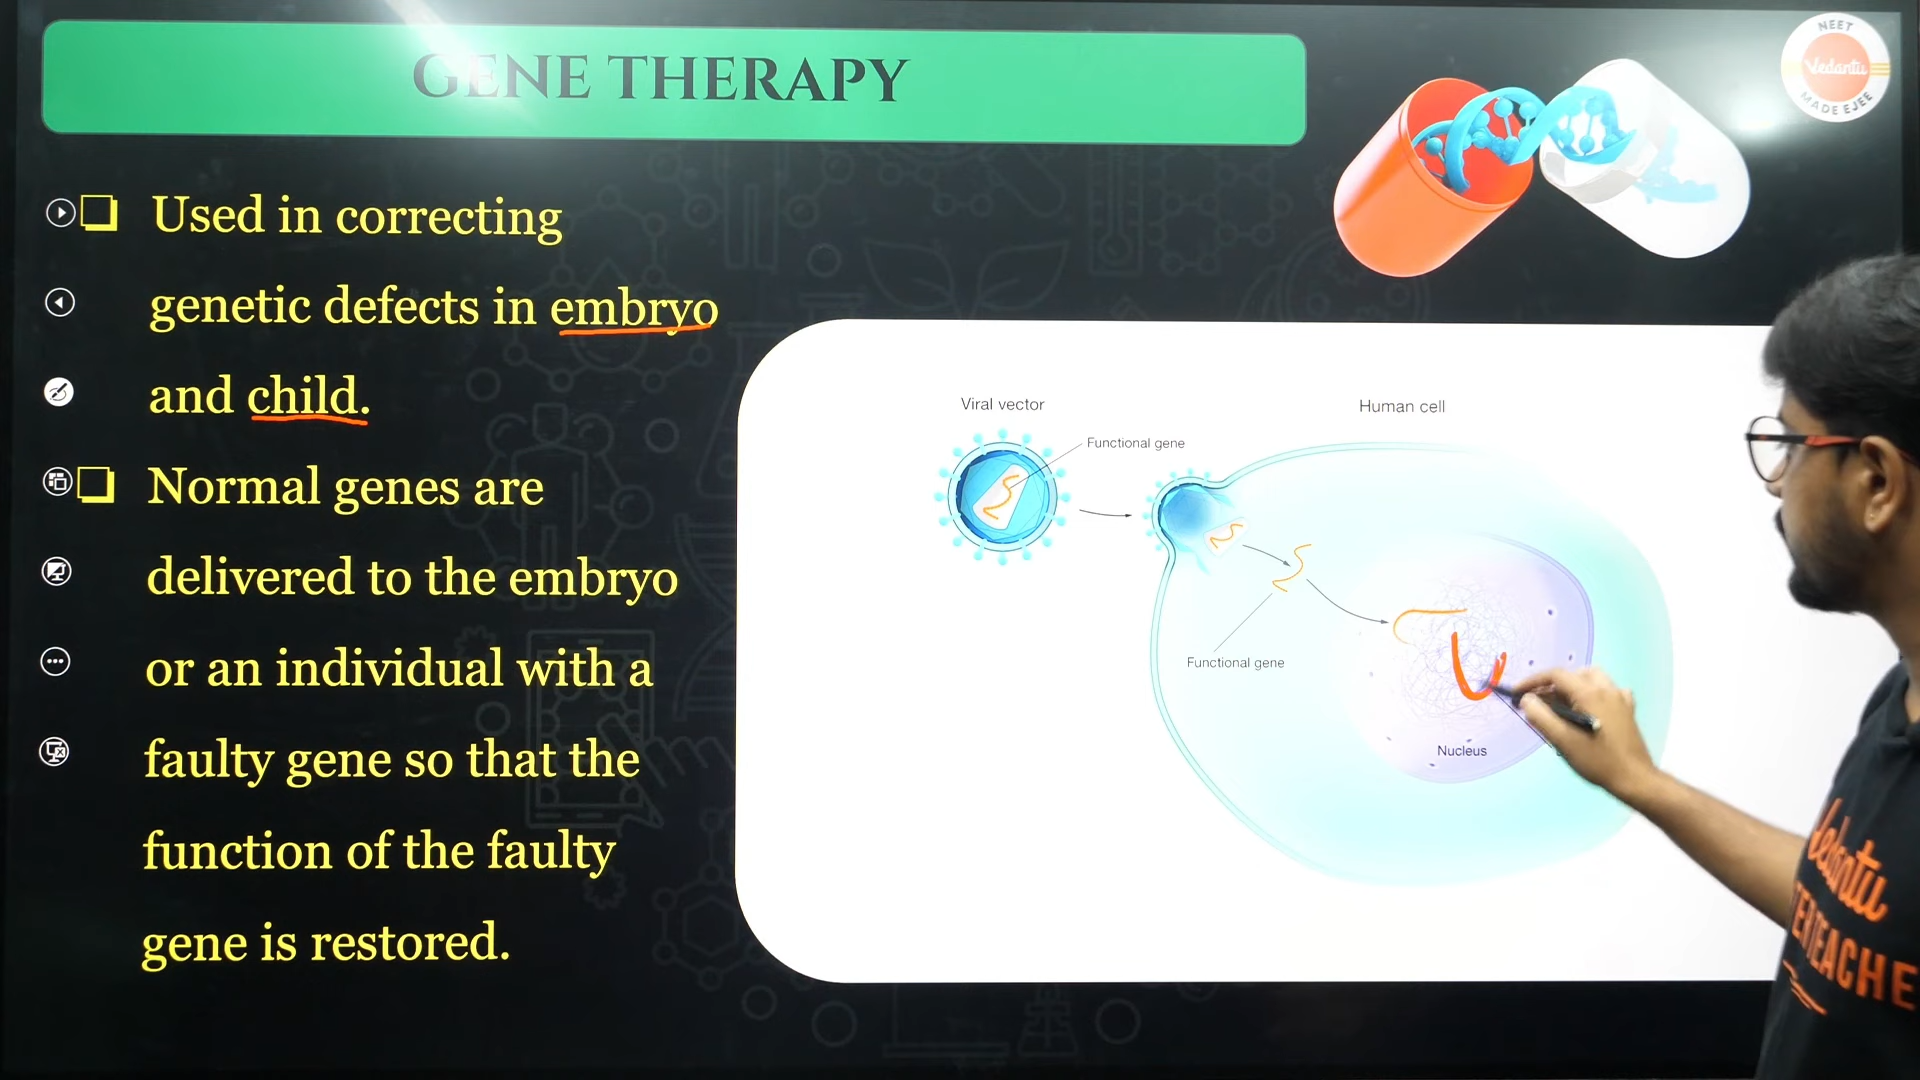 GENE THERAPY
NEET
Vedantu
MADE EJEE
Used in correcting
genetic defects in embryo
and child.
Normal genes are
delivered to the embryo
or an individual with a
faulty gene so that the
function of the faulty
gene is restored.
Viral vector
Functional gene
Human cell
Functional gene
Nucleus
Vedantu